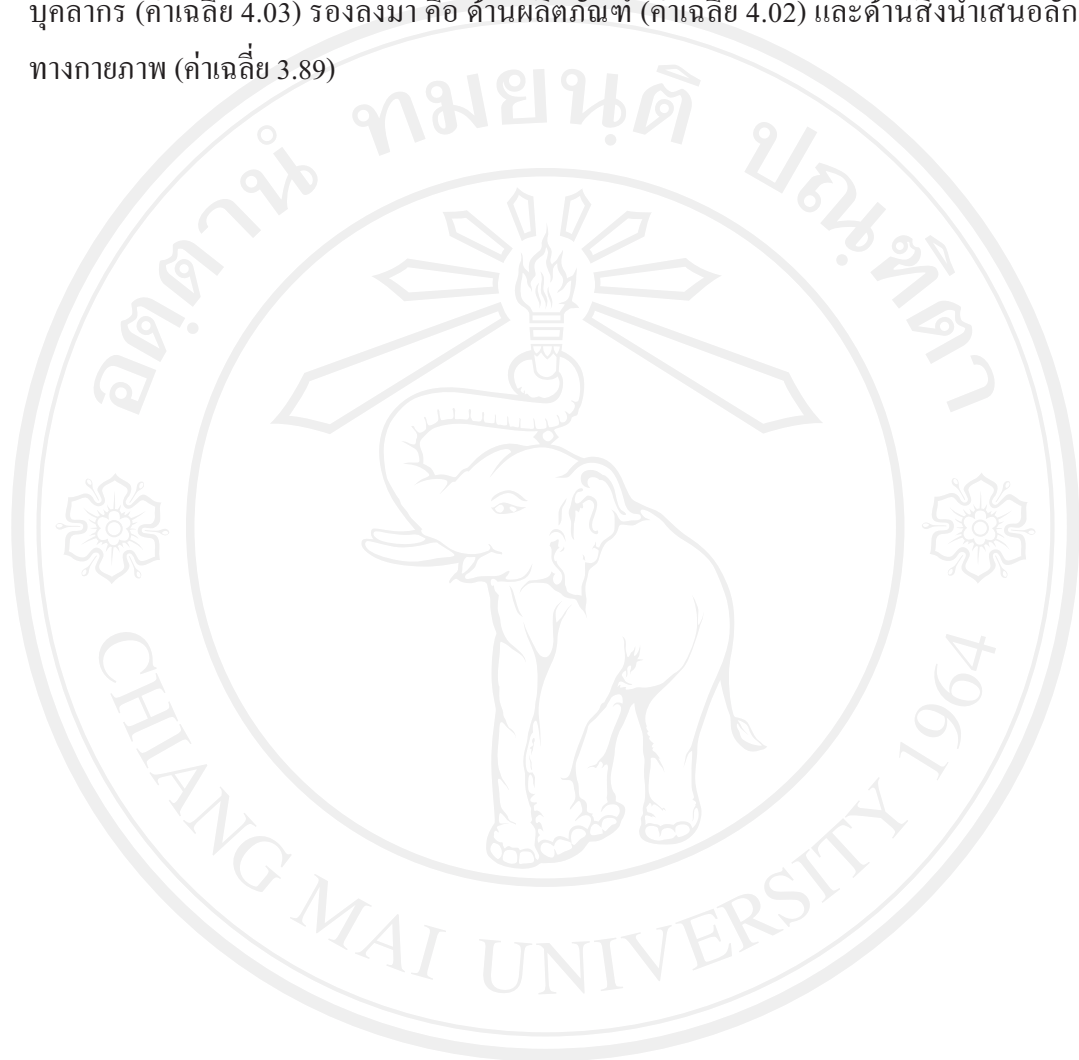 บุคลากร (ค่าเฉลี่ย 4.03) รองลงมา คือ ด้านผลิตภัณฑ์ (ค่าเฉลี่ย 4.02) และด้านสิ่งนำเสนอลัก
ทางกายภาพ (ค่าเฉลี่ย 3.89)
อตฺตานํ ทมยนฺติ ปณฺฑิตา
CHIANG MAI UNIVERSITY 1964